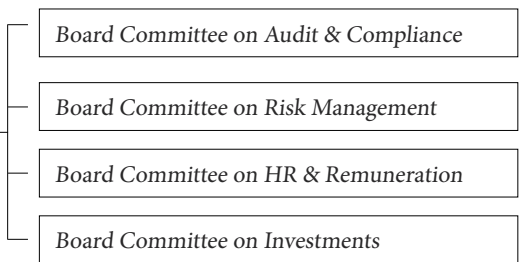 Board Committee on Audit & Compliance
Board Committee on Risk Management
Board Committee on HR & Remuneration
Board Committee on Investments